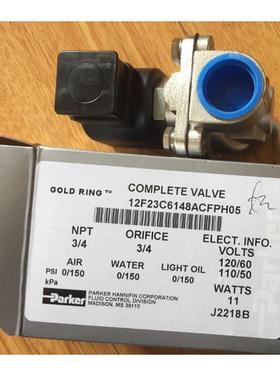 GOLD RING™ COMPLETE VALVE
12F23C6148ACFPH05
NPT ORIFICE ELECT. INFO.
3/4 3/4 VOLTS
120/60
AIR WATER LIGHT OIL 110/50
PSI 0/150 0/150 0/150
kPa WATTS
11
Parker PARKER HANNIFIN CORPORATION
FLUID CONTROL DIVISION
MADISON, MS 39110
J2218B